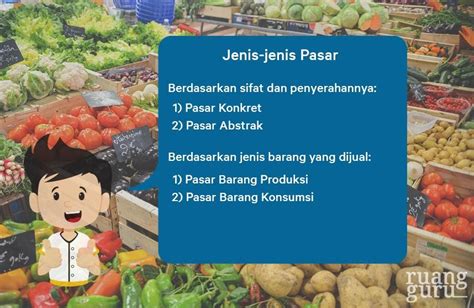 Jenis-jenis Pasar
Berdasarkan sifat dan penyerahannya:
1) Pasar Konkret
2) Pasar Abstrak
Berdasarkan jenis barang yang dijual:
1) Pasar Barang Produksi
2) Pasar Barang Konsumsi
ruang
guru